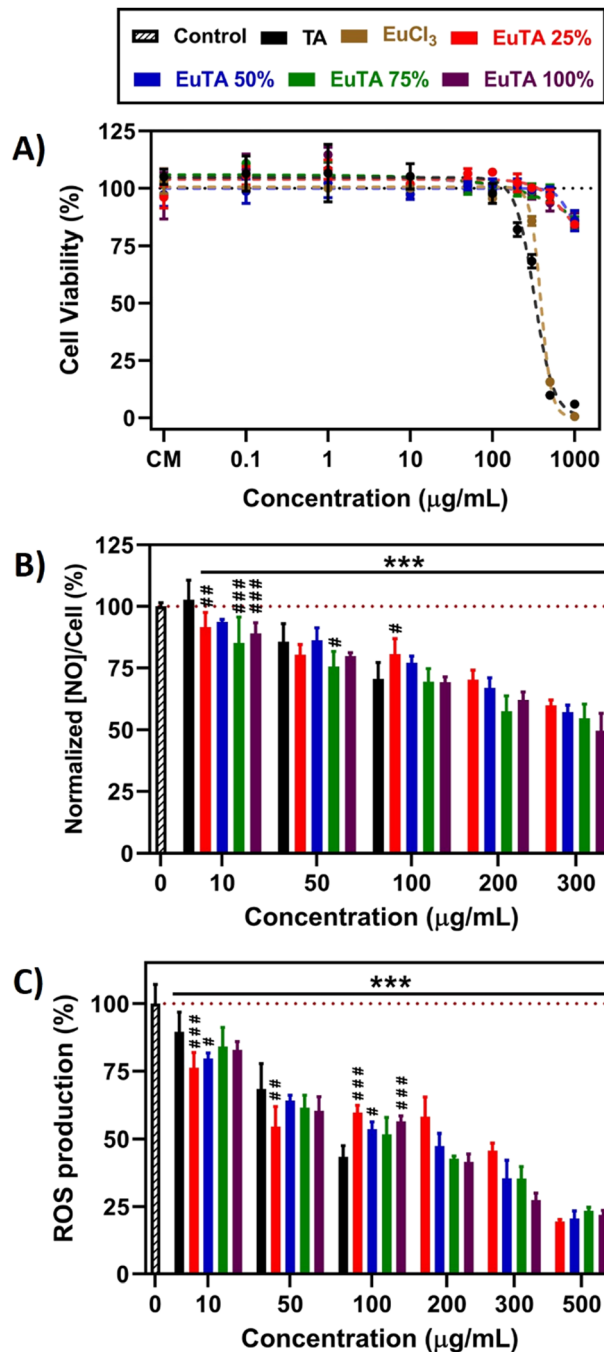 Control TA EuCl₃ EuTA 25%
EuTA 50% EuTA 75% EuTA 100%
A)
Cell Viability (%)
125
100
75
50
25
0
CM 0.1 1 10 100 1000
Concentration (μg/mL)
B)
Normalized [NO]/Cell (%)
125
100
75
50
25
0
***
## ### ### # #
0 10 50 100 200 300
Concentration (μg/mL)
C)
ROS production (%)
100
75
50
25
0
***
### # ## ### # ###
0 10 50 100 200 300 500
Concentration (μg/mL)